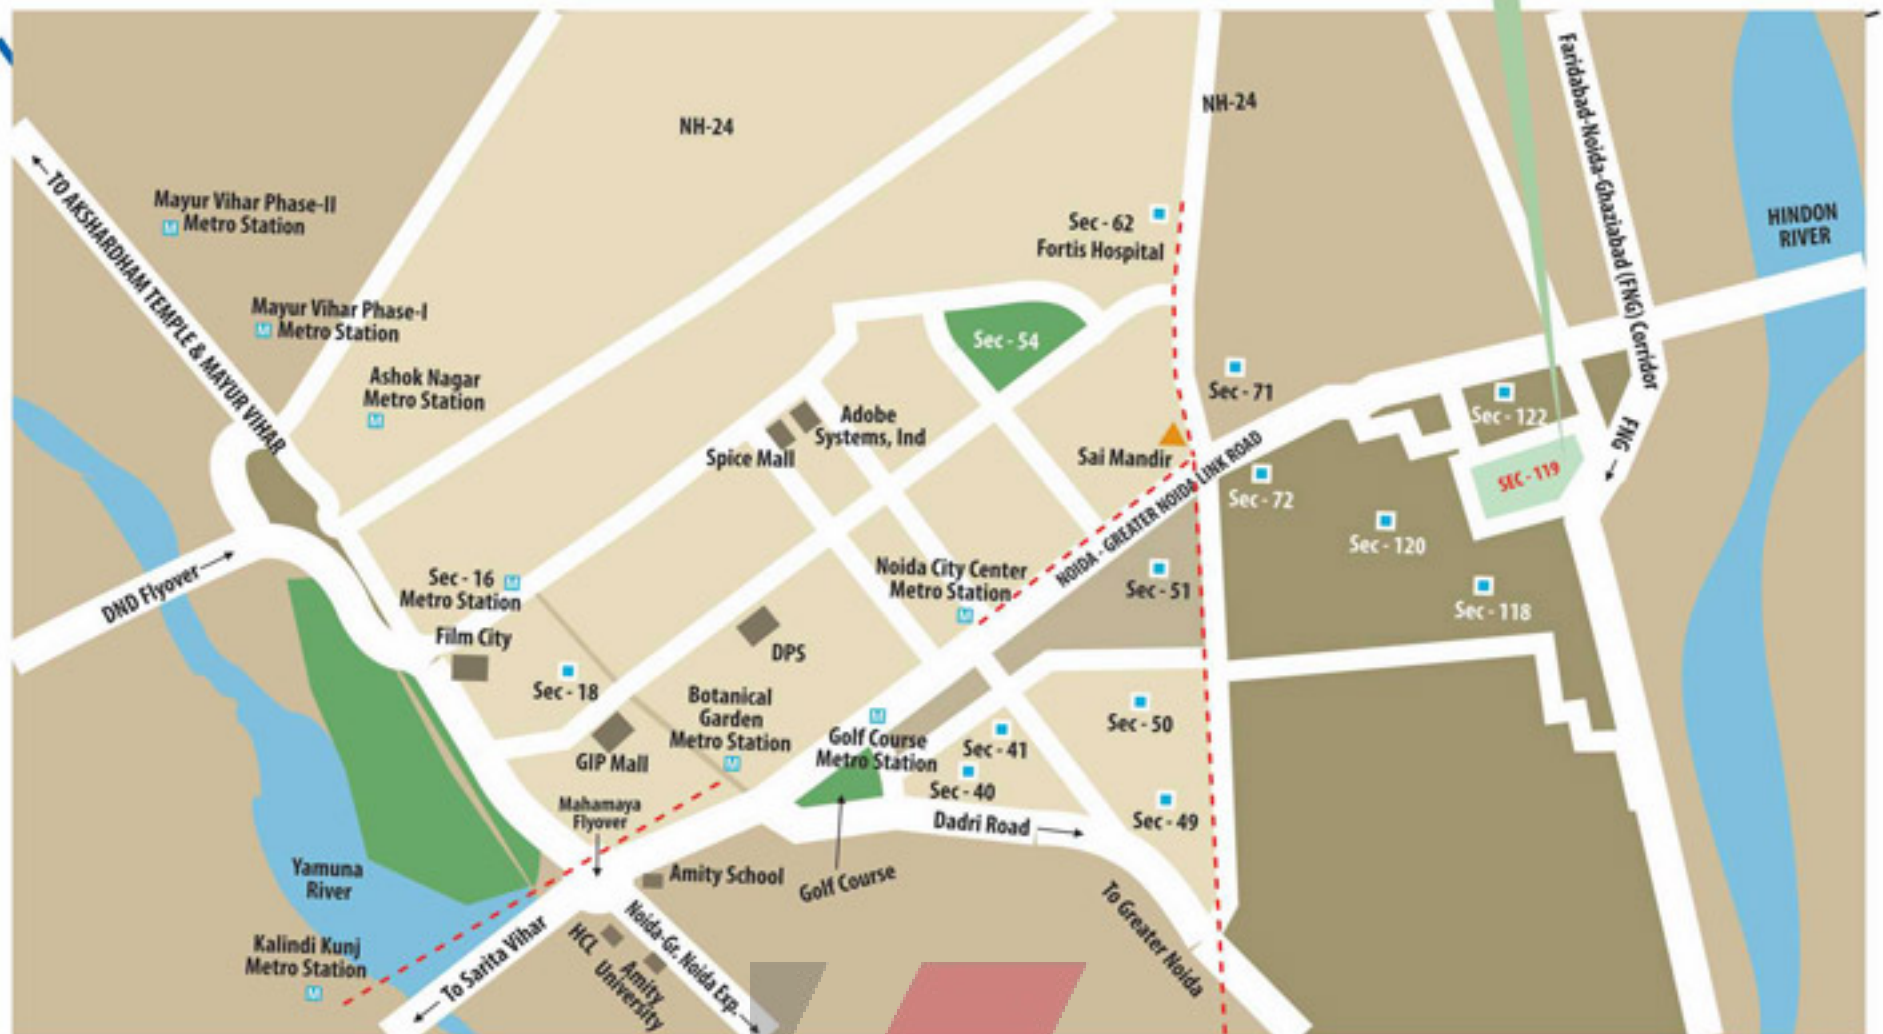 NH-24
NH-24
Faridabad-Noida-Ghaziabad (FNG) Corridor
HINDON
RIVER
TO AKSHARDHAM TEMPLE & MAYUR VIHAR
Mayur Vihar Phase-II
M Metro Station
Sec - 62
Fortis Hospital
Mayur Vihar Phase-I
M Metro Station
Sec - 54
Ashok Nagar
Metro Station
M
Sec - 71
Adobe
Systems, Ind
Spice Mall
Sec - 122
FNG
Sai Mandir
SEC - 119
NOIDA - GREATER NOIDA LINK ROAD
Sec - 72
Sec - 120
DND Flyover
Sec - 16 M
Metro Station
Noida City Center
Metro Station
M
Sec - 51
Sec - 118
Film City
DPS
Sec - 18
Botanical
Garden
Metro Station
M
M
Golf Course
Metro Station
Sec - 41
Sec - 50
GIP Mall
Sec - 40
Mahamaya
Flyover
Dadri Road
Sec - 49
Yamuna
River
Amity School
Golf Course
To Greater Noida
Kalindi Kunj
Metro Station
M
To Sarita Vihar
HCL
Amity
University
Noida-Gr. Noida Exp.